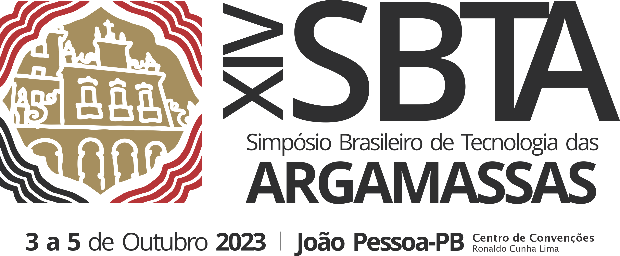 XIV SBTA
Simpósio Brasileiro de Tecnologia das
ARGAMASSAS
3 a 5 de Outubro 2023 | João Pessoa-PB Centro de Convenções
Ronaldo Cunha Lima